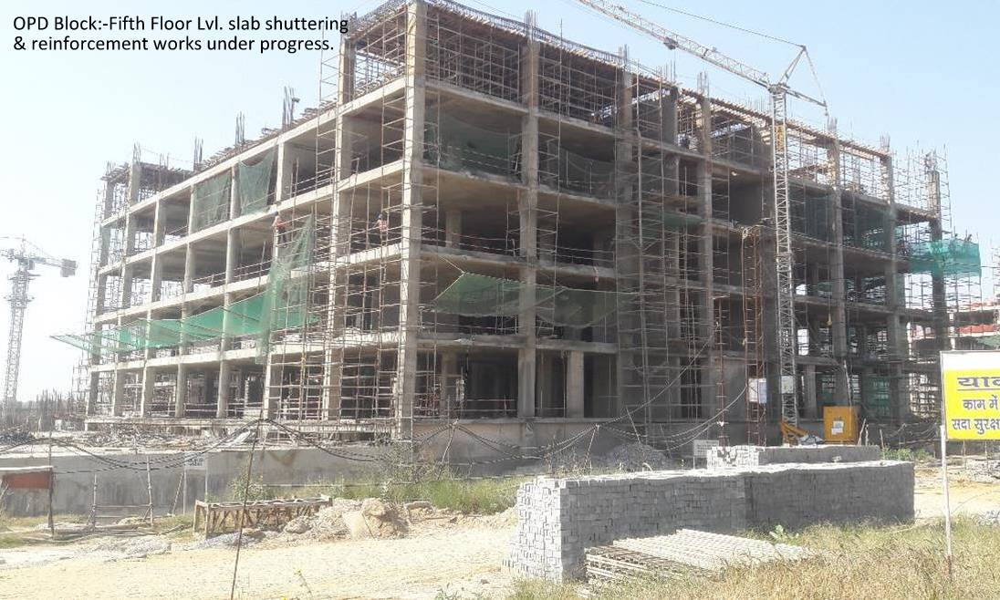 OPD Block:-Fifth Floor Lvl. slab shuttering
& reinforcement works under progress.
काम में
सदा सुरक्ष